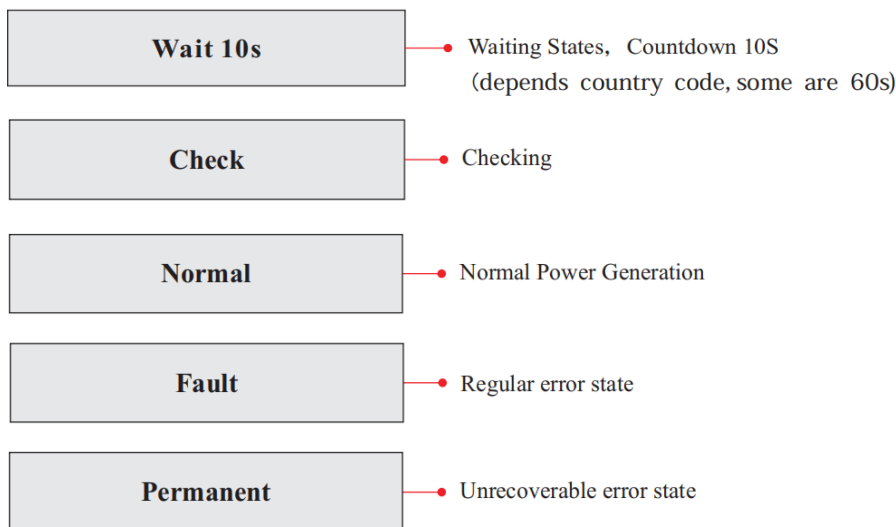 Wait 10s
Waiting States, Countdown 10S
(depends country code, some are 60s)
Check
Checking
Normal
Normal Power Generation
Fault
Regular error state
Permanent
Unrecoverable error state